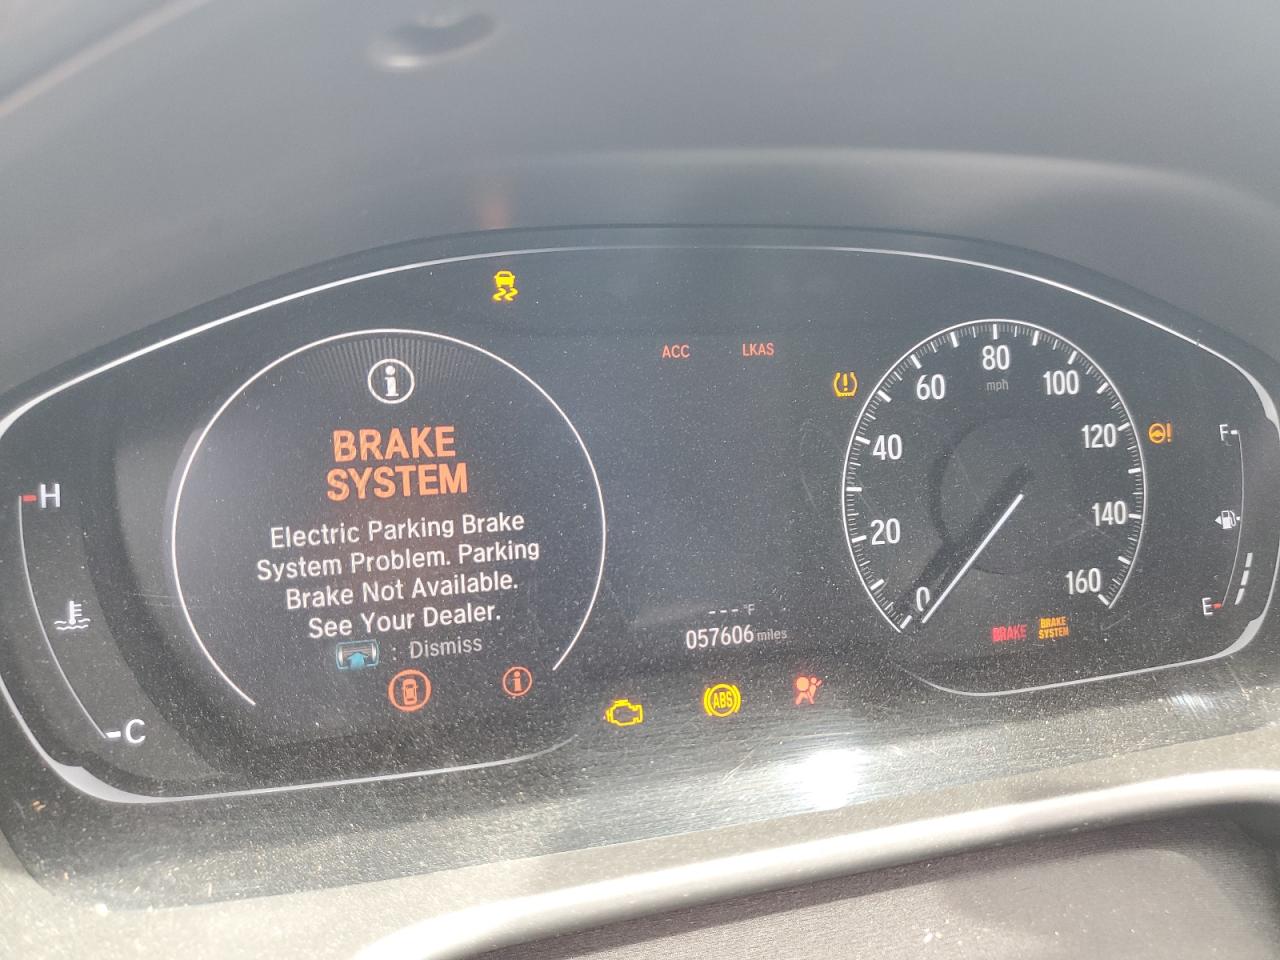 ACC LKAS
BRAKE
SYSTEM
Electric Parking Brake
System Problem. Parking
Brake Not Available.
See Your Dealer.
: Dismiss
H
C
---°F
057606 miles
0
20
40
60
80
mph
100
120
140
160
BRAKE BRAKE SYSTEM
F
E
ABS